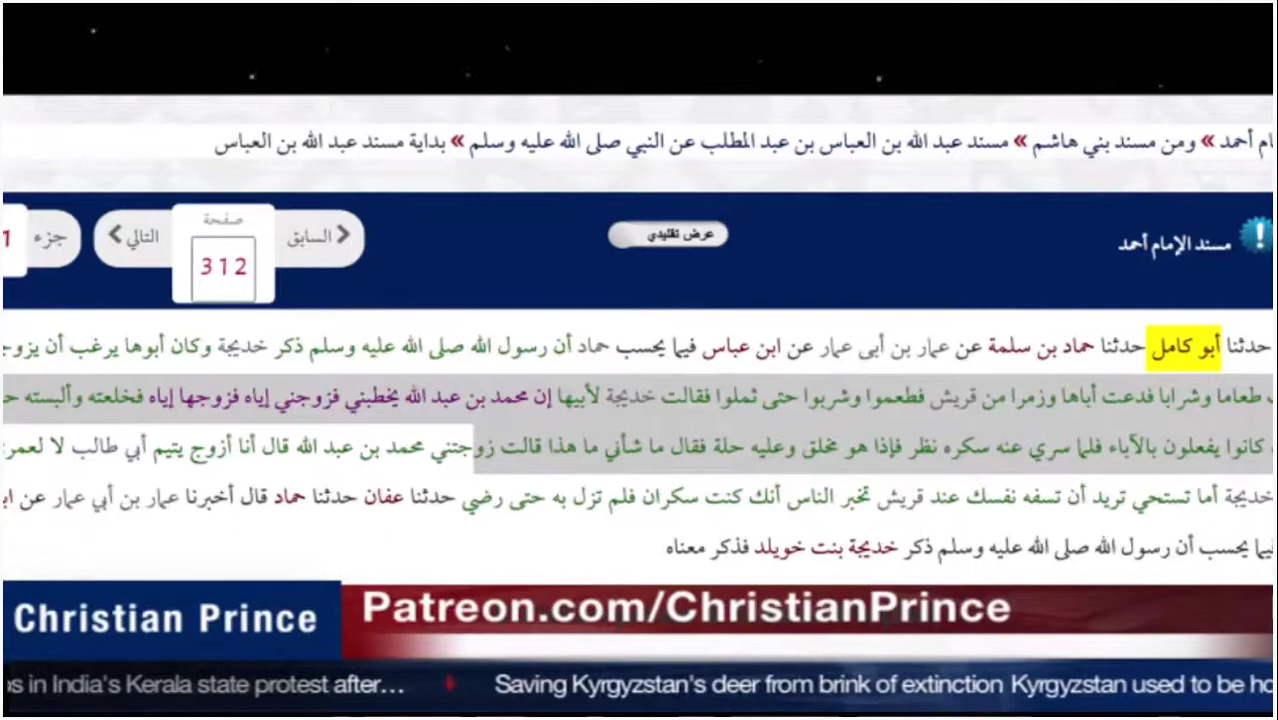 ام أحمد » ومن مسند بني هاشم » مسند عبد الله بن العباس بن عبد المطلب عن النبي صلى الله عليه وسلم » بداية مسند عبد الله بن العباس
مسند الإمام أحمد
عرض تقليدي
السابق
صفحة
312
التالي
جزء
1
حدثنا أبو كامل حدثنا حماد بن سلمة عن عمار بن أبى عمار عن ابن عباس فيما يحسب حماد أن رسول الله صلى الله عليه وسلم ذكر خديجة وكان أبوها يرغب أن يزوج
طعاما وشرابا فدعت أباها وزمرا من قريش فطعموا وشربوا حتى ثملوا فقالت خديجة لأبيها إن محمد بن عبد الله يخطبني فزوجني إياه فزوجها إياه فخلعته وألبسته ح
كانوا يفعلون بالآباء فلما سري عنه سكره نظر فإذا هو مخلق وعليه حلة فقال ما شأني ما هذا قالت زوجتني محمد بن عبد الله قال أنا أزوج يتيم أبي طالب لا لعمر
خديجة أما تستحي تريد أن تسفه نفسك عند قريش تخبر الناس أنك كنت سكران فلم تزل به حتى رضي حدثنا عفان حدثنا حماد قال أخبرنا عمار بن أبي عمار عن اب
فيما يحسب أن رسول الله صلى الله عليه وسلم ذكر خديجة بنت خويلد فذكر معناه
Christian Prince
Patreon.com/ChristianPrince
s in India's Kerala state protest after... Saving Kyrgyzstan's deer from brink of extinction Kyrgyzstan used to be ho